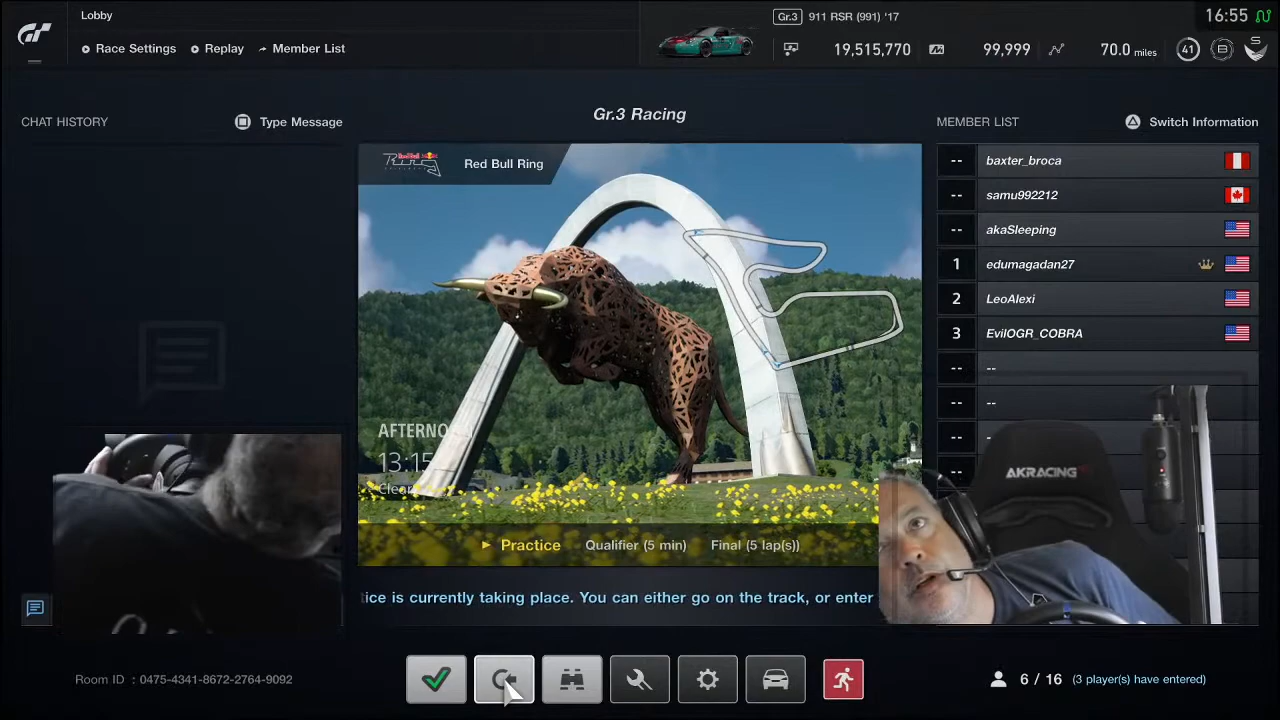 Lobby
Race Settings
Replay
Member List
Gr.3
911 RSR (991) '17
16:55
19,515,770
99,999
70.0 miles
41
B
S
CHAT HISTORY
Type Message
Gr.3 Racing
MEMBER LIST
Switch Information
Red Bull Ring
-- baxter_broca
-- samu992212
-- akaSleeping
1 edumagadan27
2 LeoAlexi
3 EvilOGR_COBRA
-- --
-- --
--
--
AKRACING
AFTERNO
13:15
Clear
Practice
Qualifier (5 min)
Final (5 lap(s))
tice is currently taking place. You can either go on the track, or enter
Room ID : 0475-4341-8672-2764-9092
6 / 16
(3 player(s) have entered)